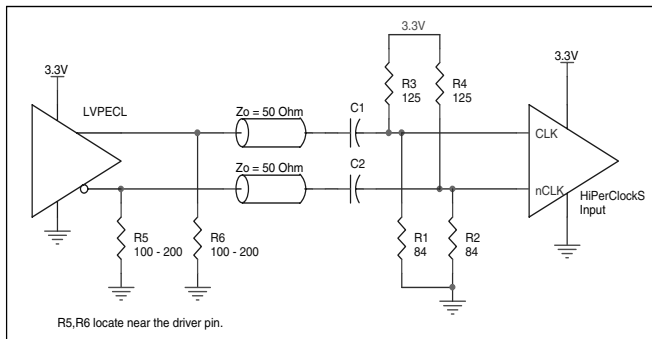 3.3V
3.3V
3.3V
LVPECL
Zo = 50 Ohm
C1
R3
125
R4
125
CLK
Zo = 50 Ohm
C2
nCLK
HiPerClockS
Input
R5
100 - 200
R6
100 - 200
R1
84
R2
84
R5,R6 locate near the driver pin.